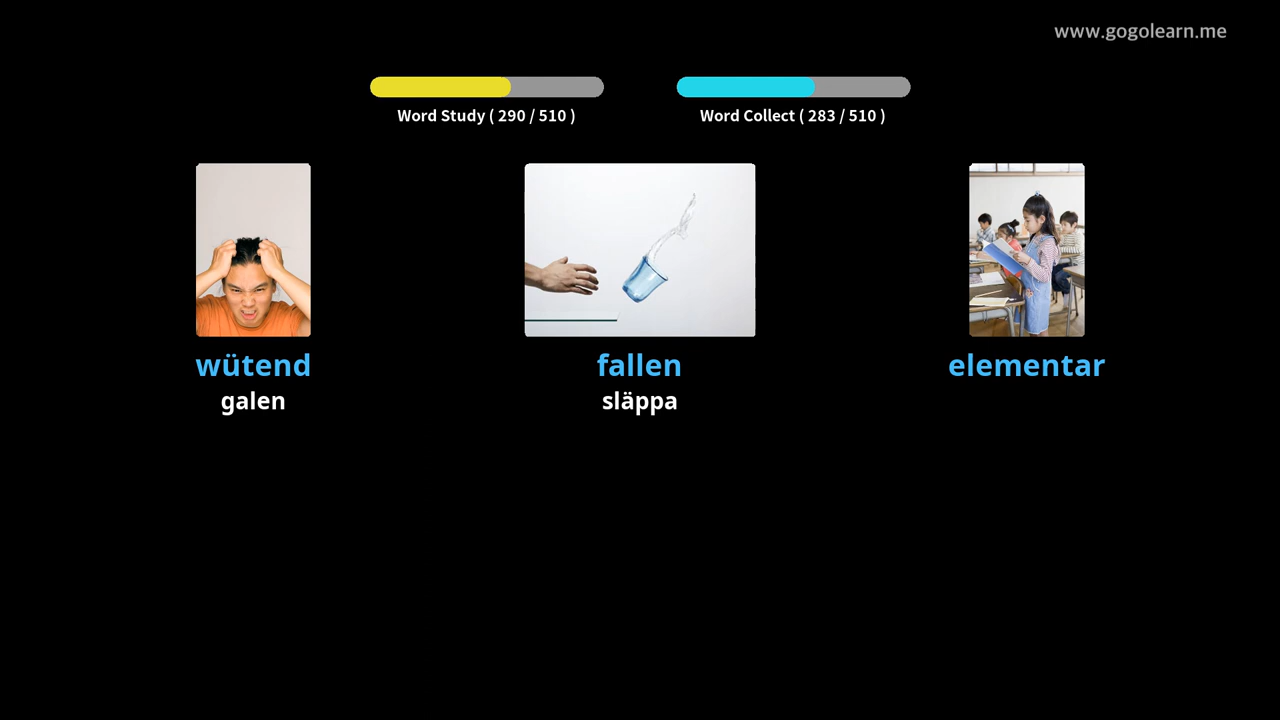 www.gogolearn.me
Word Study ( 290 / 510 )
Word Collect ( 283 / 510 )
wütend
galen
fallen
släppa
elementar